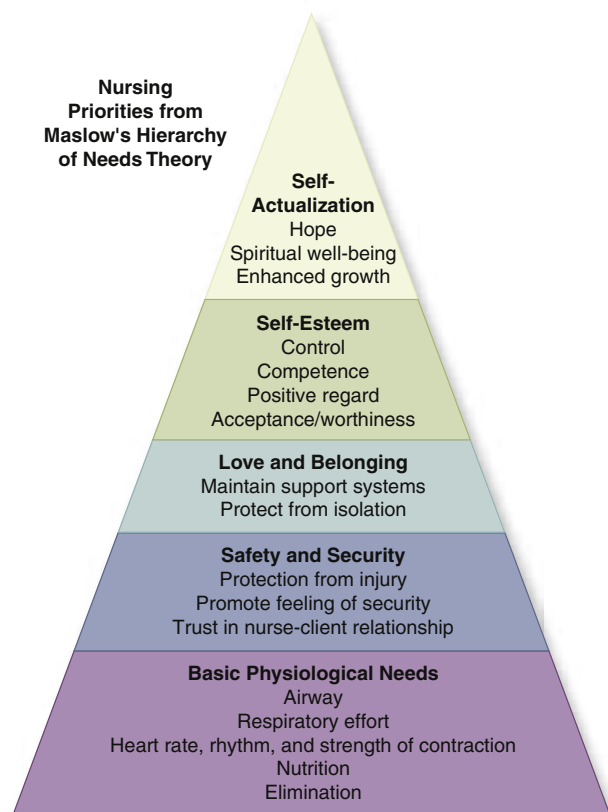 Nursing
Priorities from
Maslow's Hierarchy
of Needs Theory
Self-
Actualization
Hope
Spiritual well-being
Enhanced growth
Self-Esteem
Control
Competence
Positive regard
Acceptance/worthiness
Love and Belonging
Maintain support systems
Protect from isolation
Safety and Security
Protection from injury
Promote feeling of security
Trust in nurse-client relationship
Basic Physiological Needs
Airway
Respiratory effort
Heart rate, rhythm, and strength of contraction
Nutrition
Elimination